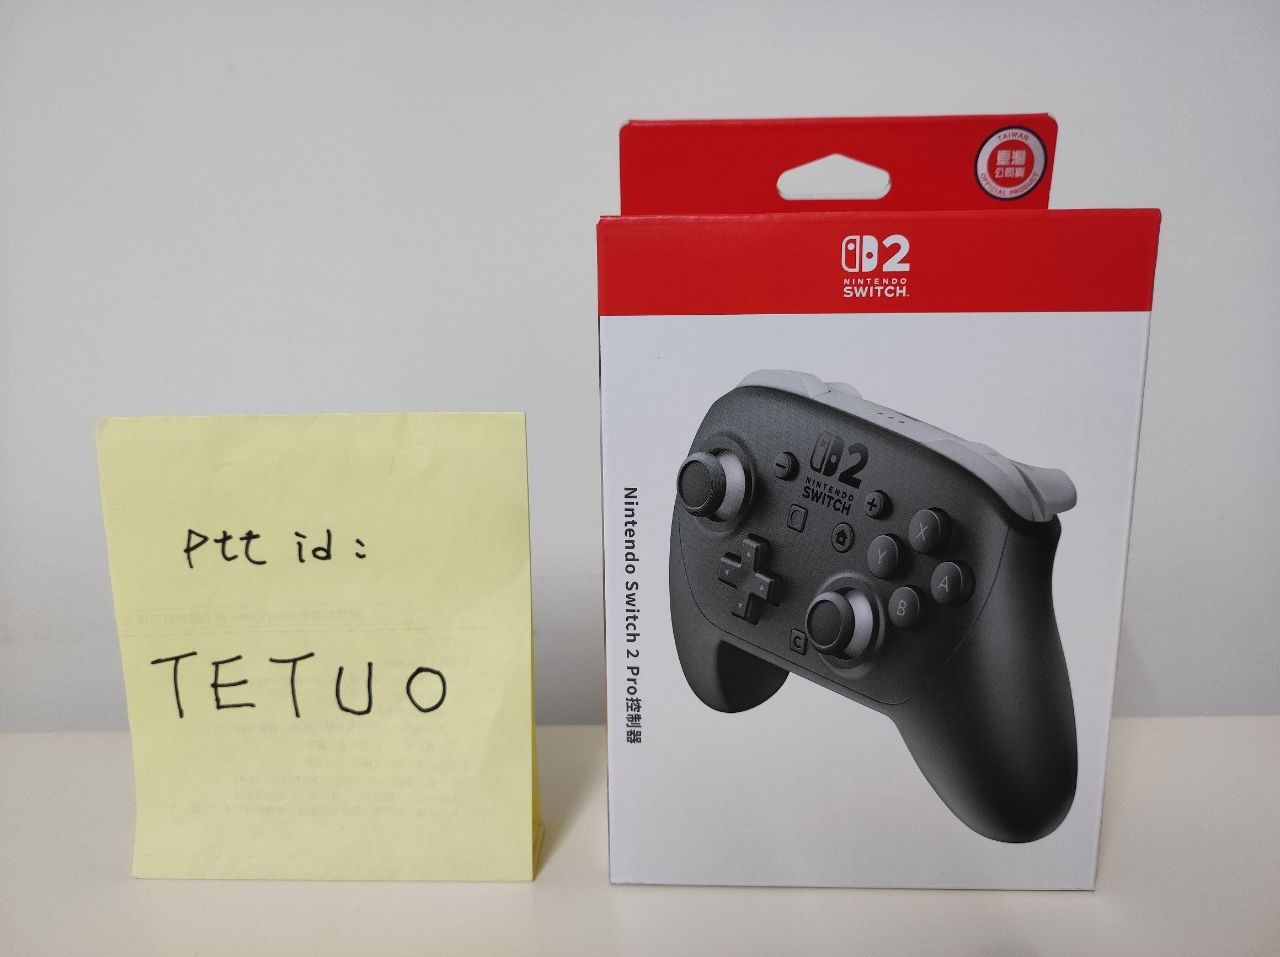 ptt id:
TETUO
TAIWAN
臺灣
公司貨
OFFICIAL PRODUCT
2
NINTENDO
SWITCH
2
NINTENDO
SWITCH
X
Y
A
B
C
Nintendo Switch 2 Pro控制器